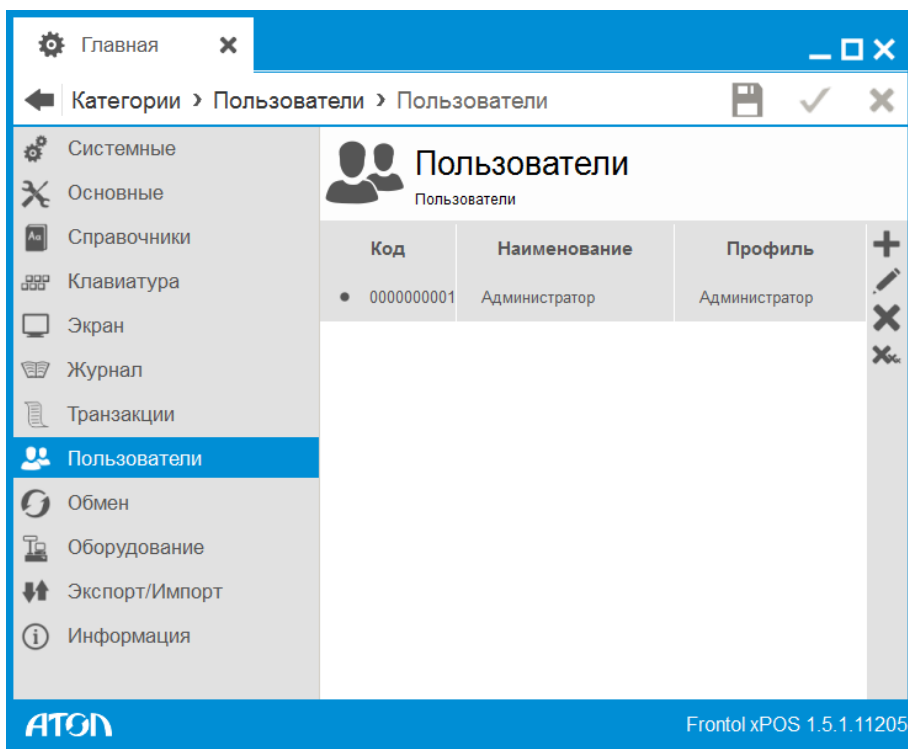 Главная
Категории › Пользователи › Пользователи
Системные
Основные
Справочники
Клавиатура
Экран
Журнал
Транзакции
Пользователи
Обмен
Оборудование
Экспорт/Импорт
Информация
Пользователи
Пользователи
Код Наименование Профиль
0000000001 Администратор Администратор
АТОЛ Frontol xPOS 1.5.1.11205